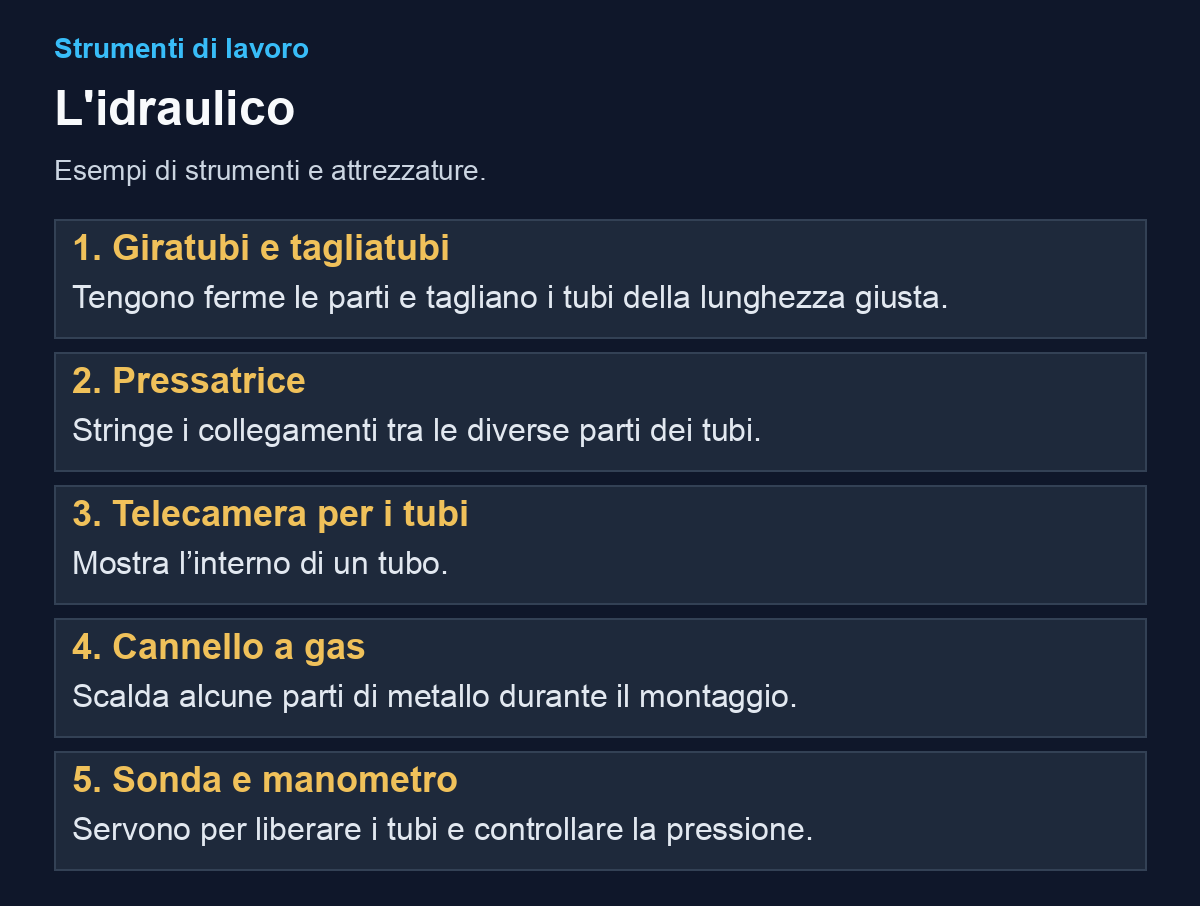 Strumenti di lavoro
L'idraulico
Esempi di strumenti e attrezzature.
1. Giratubi e tagliatubi
Tengono ferme le parti e tagliano i tubi della lunghezza giusta.
2. Pressatrice
Stringe i collegamenti tra le diverse parti dei tubi.
3. Telecamera per i tubi
Mostra l’interno di un tubo.
4. Cannello a gas
Scalda alcune parti di metallo durante il montaggio.
5. Sonda e manometro
Servono per liberare i tubi e controllare la pressione.